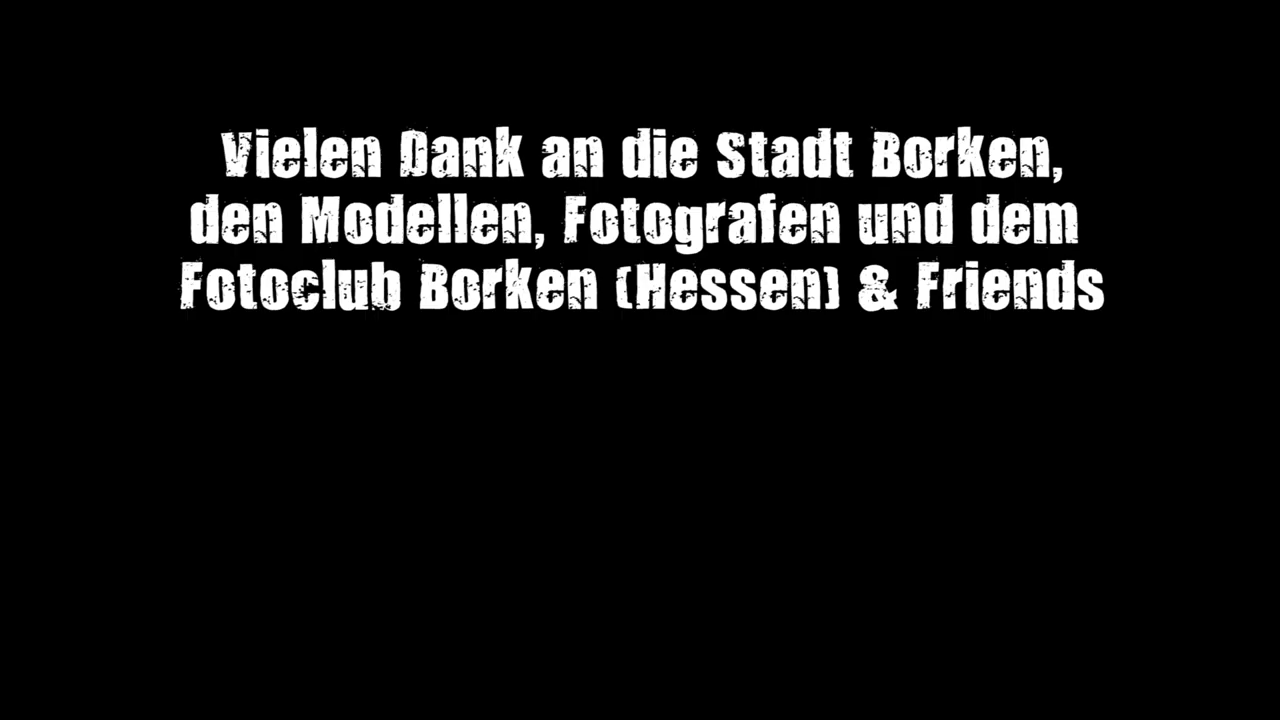 Vielen Dank an die Stadt Borken,
den Modellen, Fotografen und dem
Fotoclub Borken (Hessen) & Friends